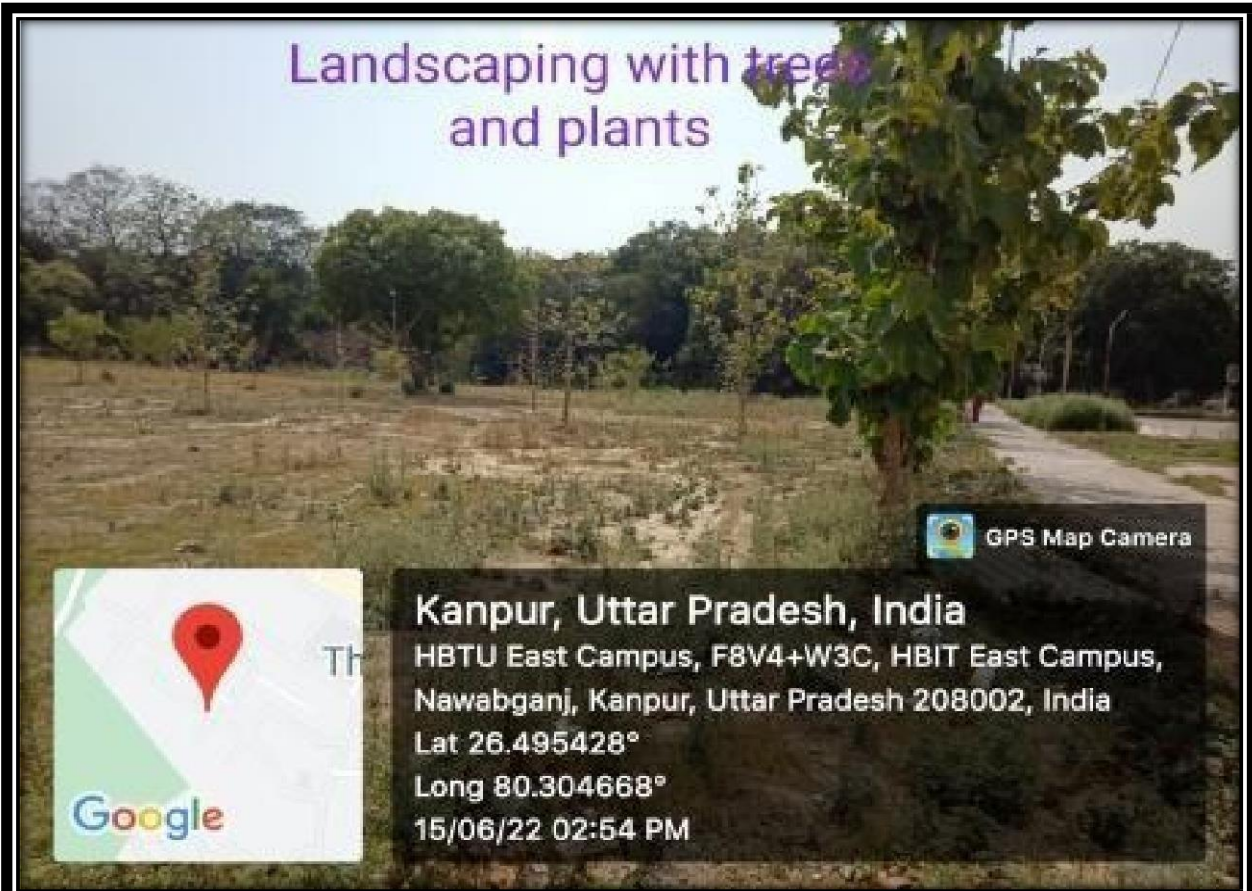 Landscaping with trees
and plants
GPS Map Camera
Th
Kanpur, Uttar Pradesh, India
HBTU East Campus, F8V4+W3C, HBIT East Campus,
Nawabganj, Kanpur, Uttar Pradesh 208002, India
Lat 26.495428°
Long 80.304668°
15/06/22 02:54 PM
Google